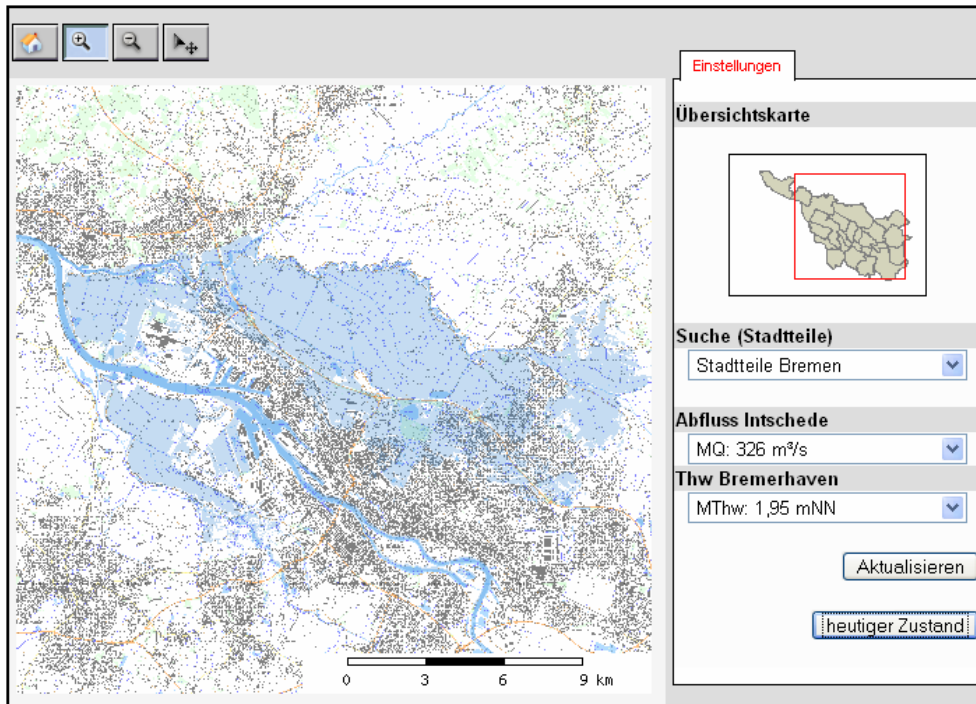 Einstellungen
Übersichtskarte
Suche (Stadtteile)
Stadtteile Bremen
Abfluss Intschede
MQ: 326 m³/s
Thw Bremerhaven
MThw: 1,95 mNN
Aktualisieren
heutiger Zustand
0 3 6 9 km